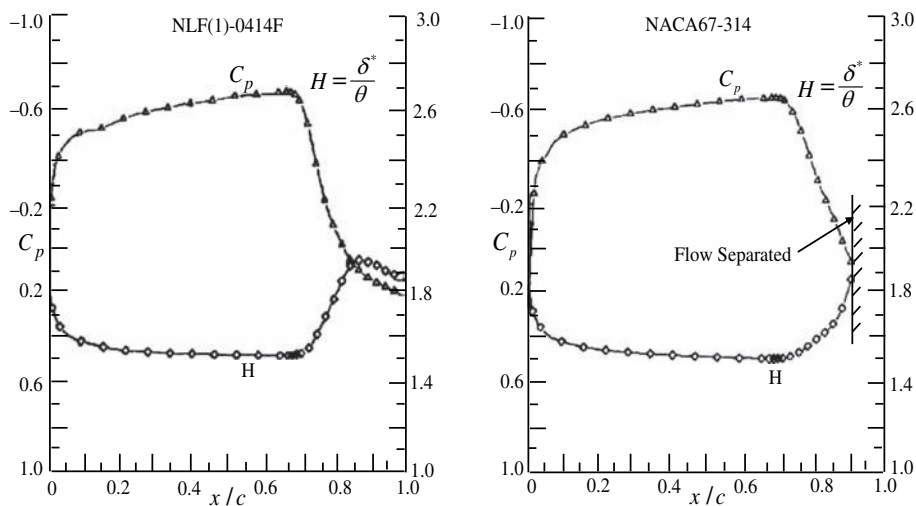 NLF(1)-0414F
–1.0
–0.6
–0.2
C_p
0.2
0.6
1.0
C_p
H = δ*/θ
H
3.0
2.6
2.2
1.8
1.4
1.0
0
0.2
0.4
0.6
0.8
1.0
x / c
NACA67-314
–1.0
–0.6
–0.2
C_p
0.2
0.6
1.0
C_p
H = δ*/θ
Flow Separated
H
3.0
2.6
2.2
1.8
1.4
1.0
0
0.2
0.4
0.6
0.8
1.0
x / c